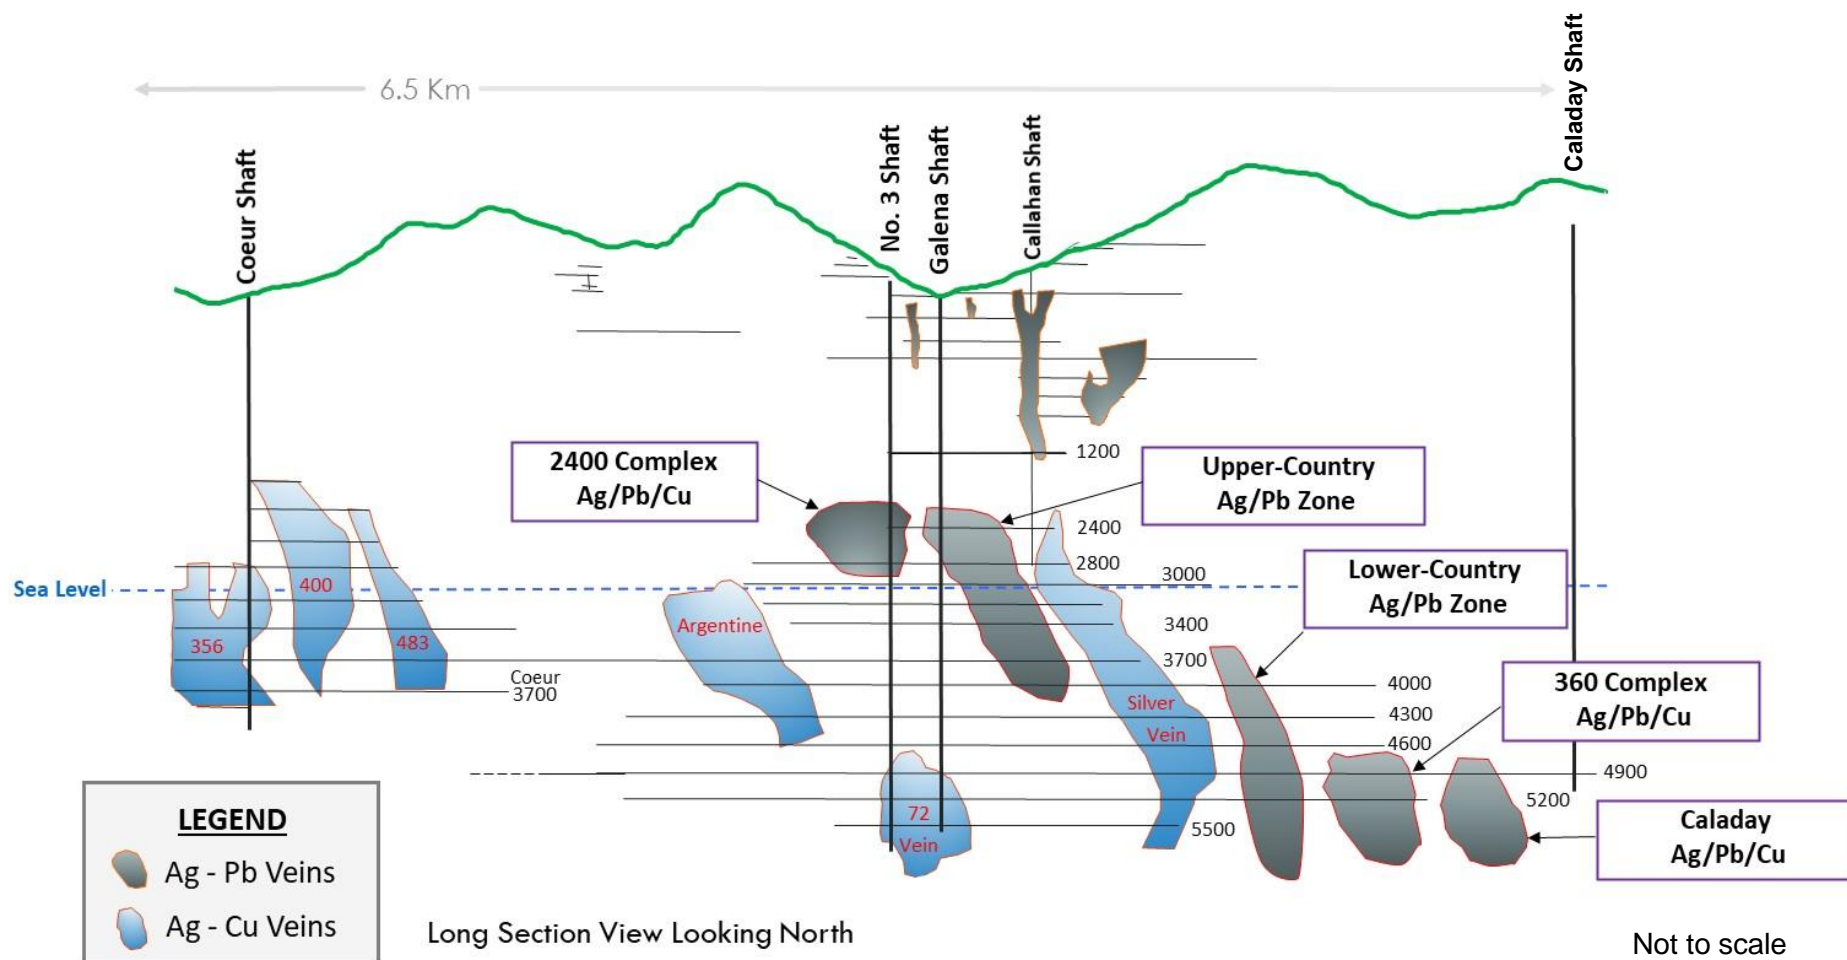 6.5 Km
Coeur Shaft
No. 3 Shaft
Galena Shaft
Callahan Shaft
Caladay Shaft
1200
2400 Complex
Ag/Pb/Cu
Upper-Country
Ag/Pb Zone
2400
2800
3000
Sea Level
Lower-Country
Ag/Pb Zone
400
356
483
Argentine
3400
3700
Coeur
3700
4000
360 Complex
Ag/Pb/Cu
Silver
Vein
4300
4600
4900
5200
72
Vein
5500
Caladay
Ag/Pb/Cu
LEGEND
Ag - Pb Veins
Ag - Cu Veins
Long Section View Looking North
Not to scale